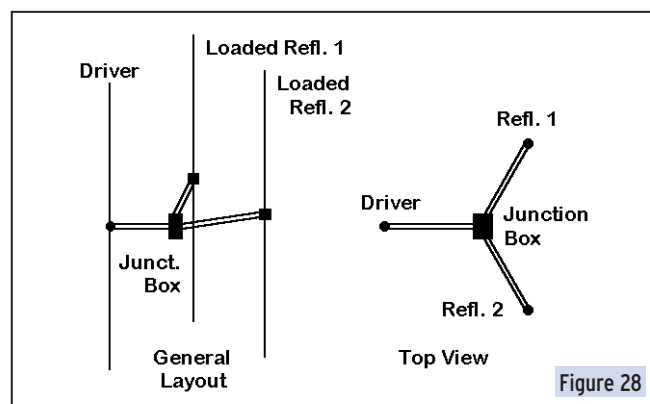 Loaded Refl. 1
Driver
Loaded
Refl. 2
Junct.
Box
General
Layout
Refl. 1
Driver
Junction
Box
Refl. 2
Top View
Figure 28